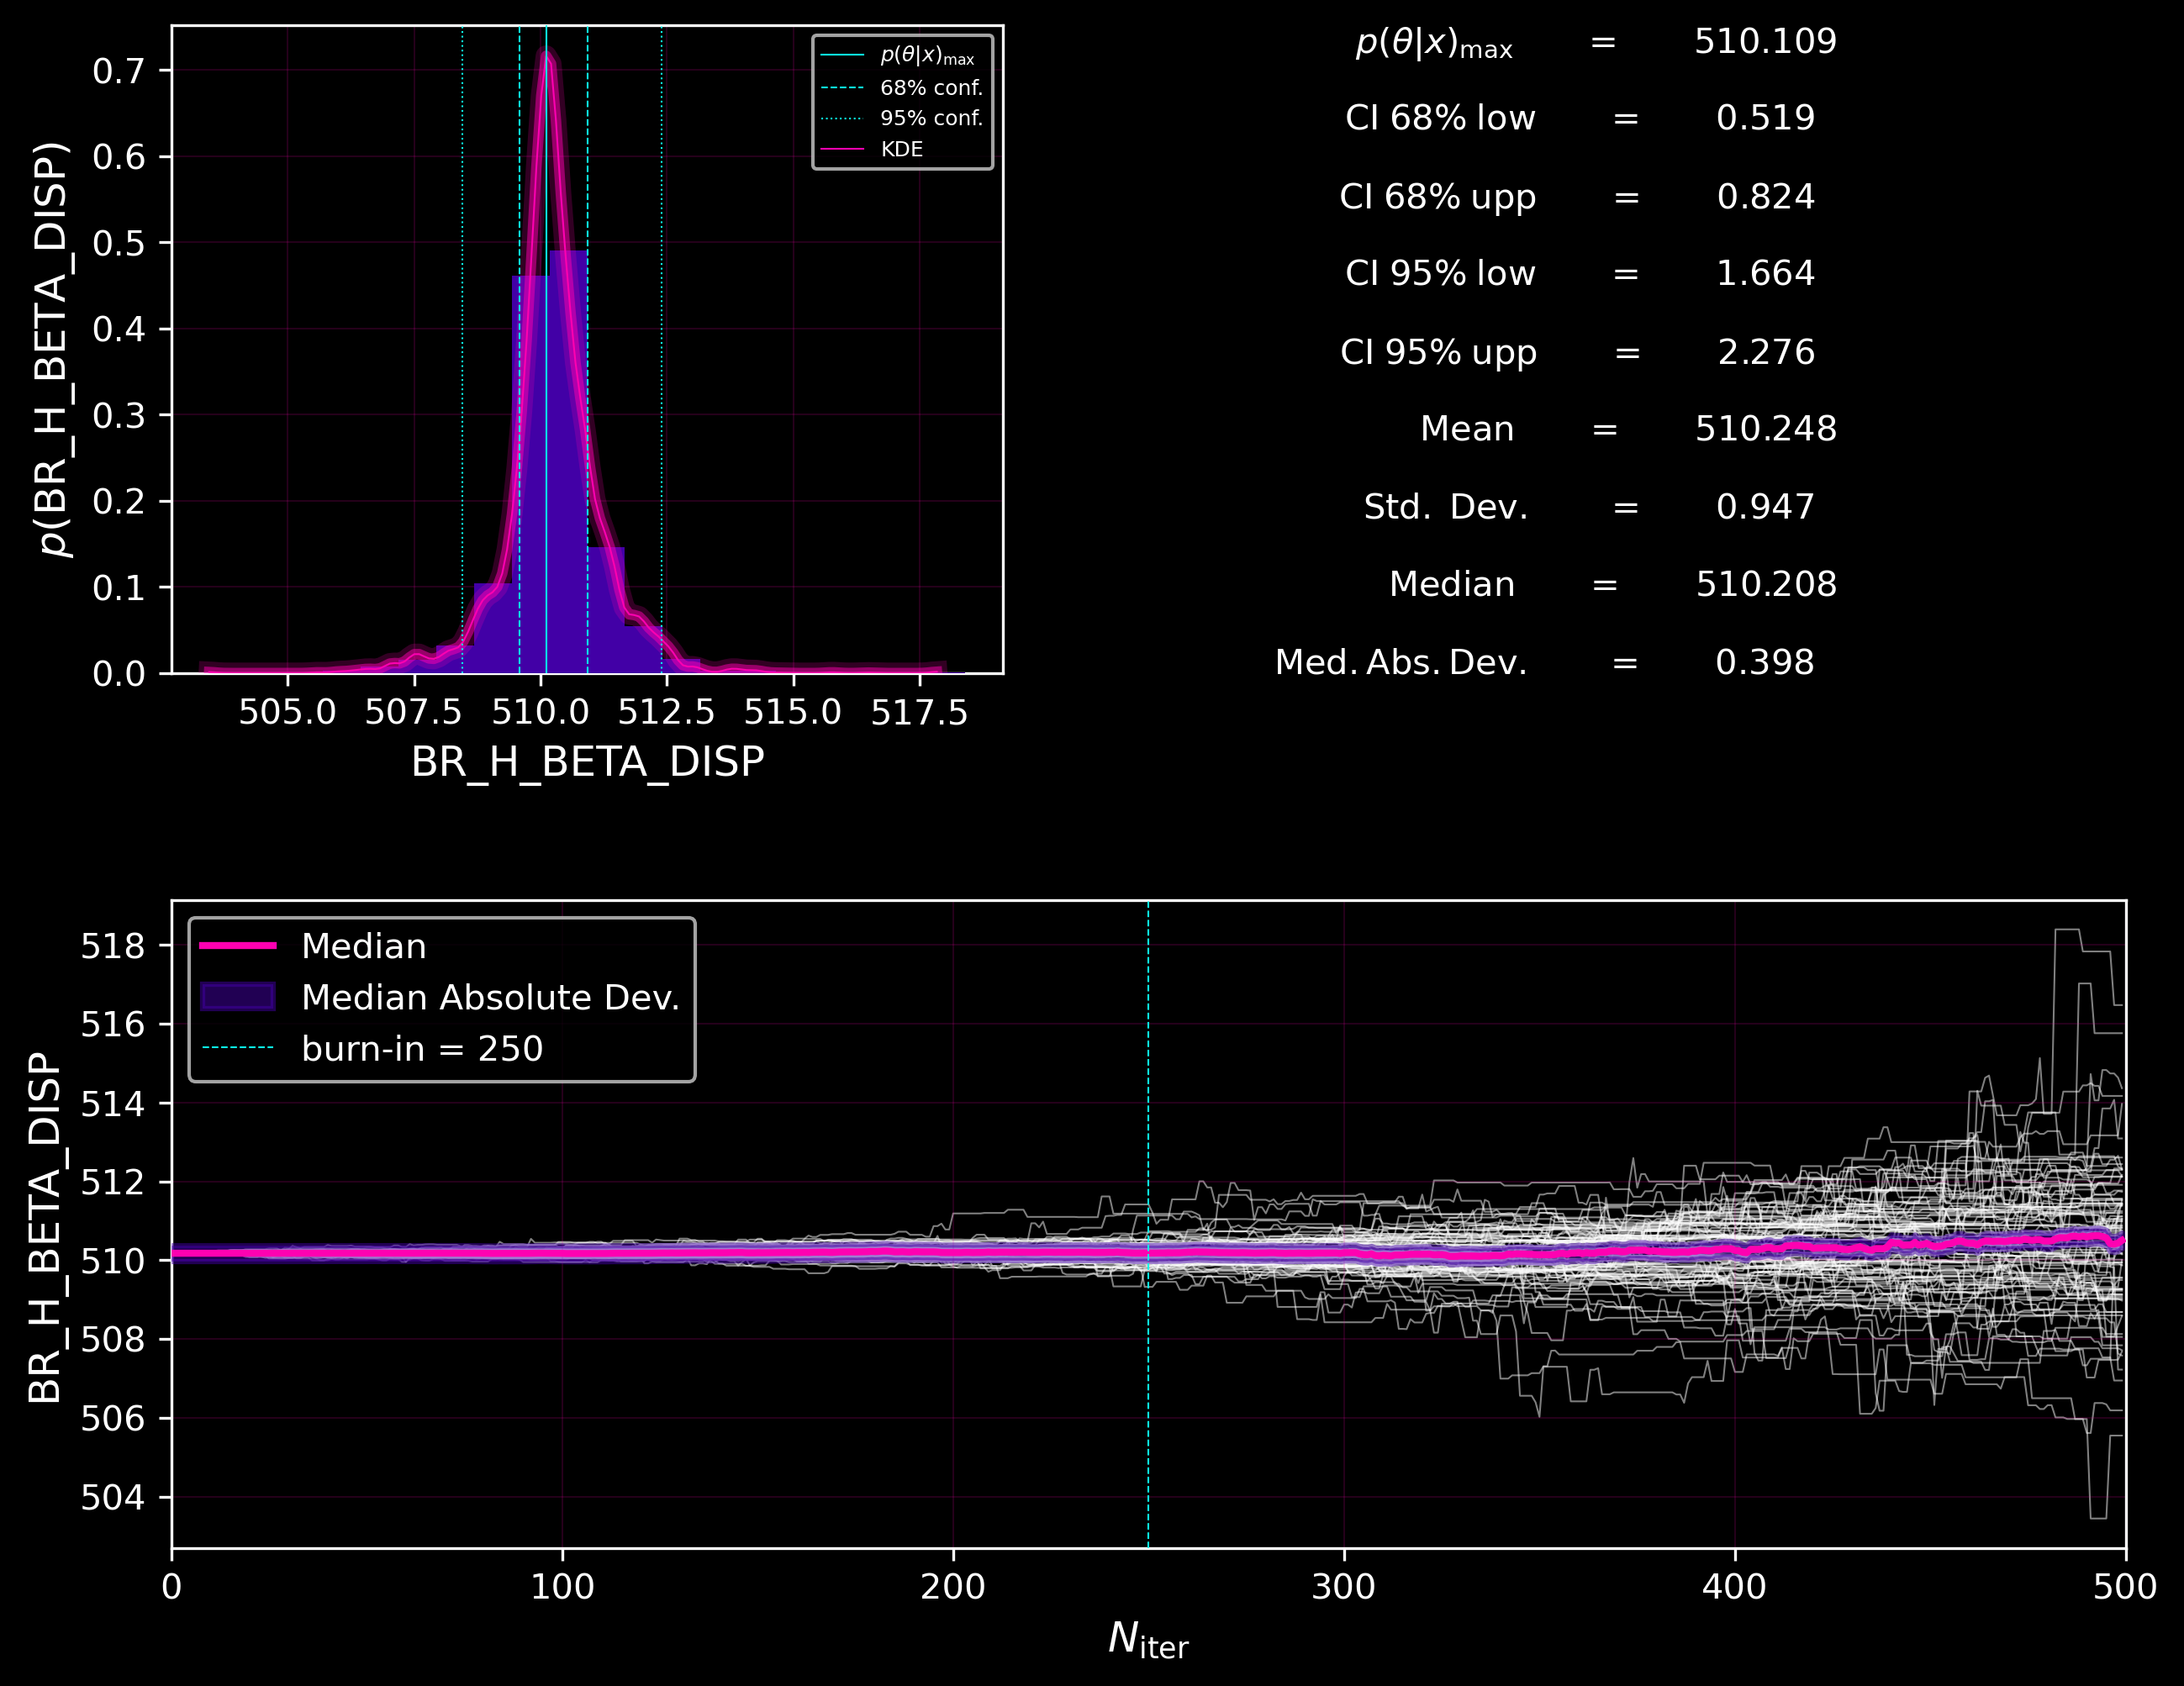 p(BR_H_BETA_DISP)
0.7
0.6
0.5
0.4
0.3
0.2
0.1
0.0
505.0 507.5 510.0 512.5 515.0 517.5
BR_H_BETA_DISP
p(θ|x)max
68% conf.
95% conf.
KDE
p(θ|x)max = 510.109
CI 68% low = 0.519
CI 68% upp = 0.824
CI 95% low = 1.664
CI 95% upp = 2.276
Mean = 510.248
Std. Dev. = 0.947
Median = 510.208
Med. Abs. Dev. = 0.398
BR_H_BETA_DISP
518
516
514
512
510
508
506
504
Median
Median Absolute Dev.
burn-in = 250
0 100 200 300 400 500
Niter